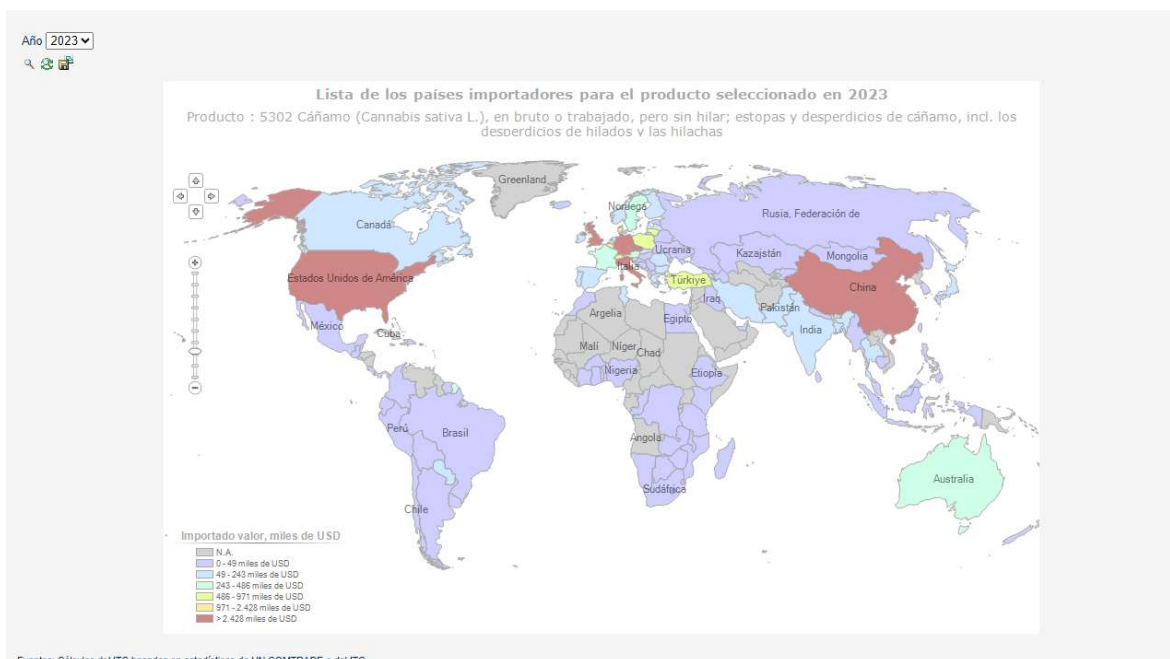 Año 2023
Lista de los países importadores para el producto seleccionado en 2023
Producto : 5302 Cáñamo (Cannabis sativa L.), en bruto o trabajado, pero sin hilar; estopas y desperdicios de cáñamo, incl. los
desperdicios de hilados y las hilachas
Greenland
Noruega
Rusia, Federación de
Canadá
Ucrania
Kazajstán
Mongolia
Italia
Estados Unidos de América
Türkiye
China
Iraq
Pakistán
Argelia
Egipto
México
Cuba
India
Malí
Níger
Chad
Nigeria
Etiopía
Perú
Brasil
Angola
Australia
Sudáfrica
Chile
Importado valor, miles de USD
N.A.
0 - 49 miles de USD
49 - 243 miles de USD
243 - 486 miles de USD
486 - 971 miles de USD
971 - 2.428 miles de USD
> 2.428 miles de USD